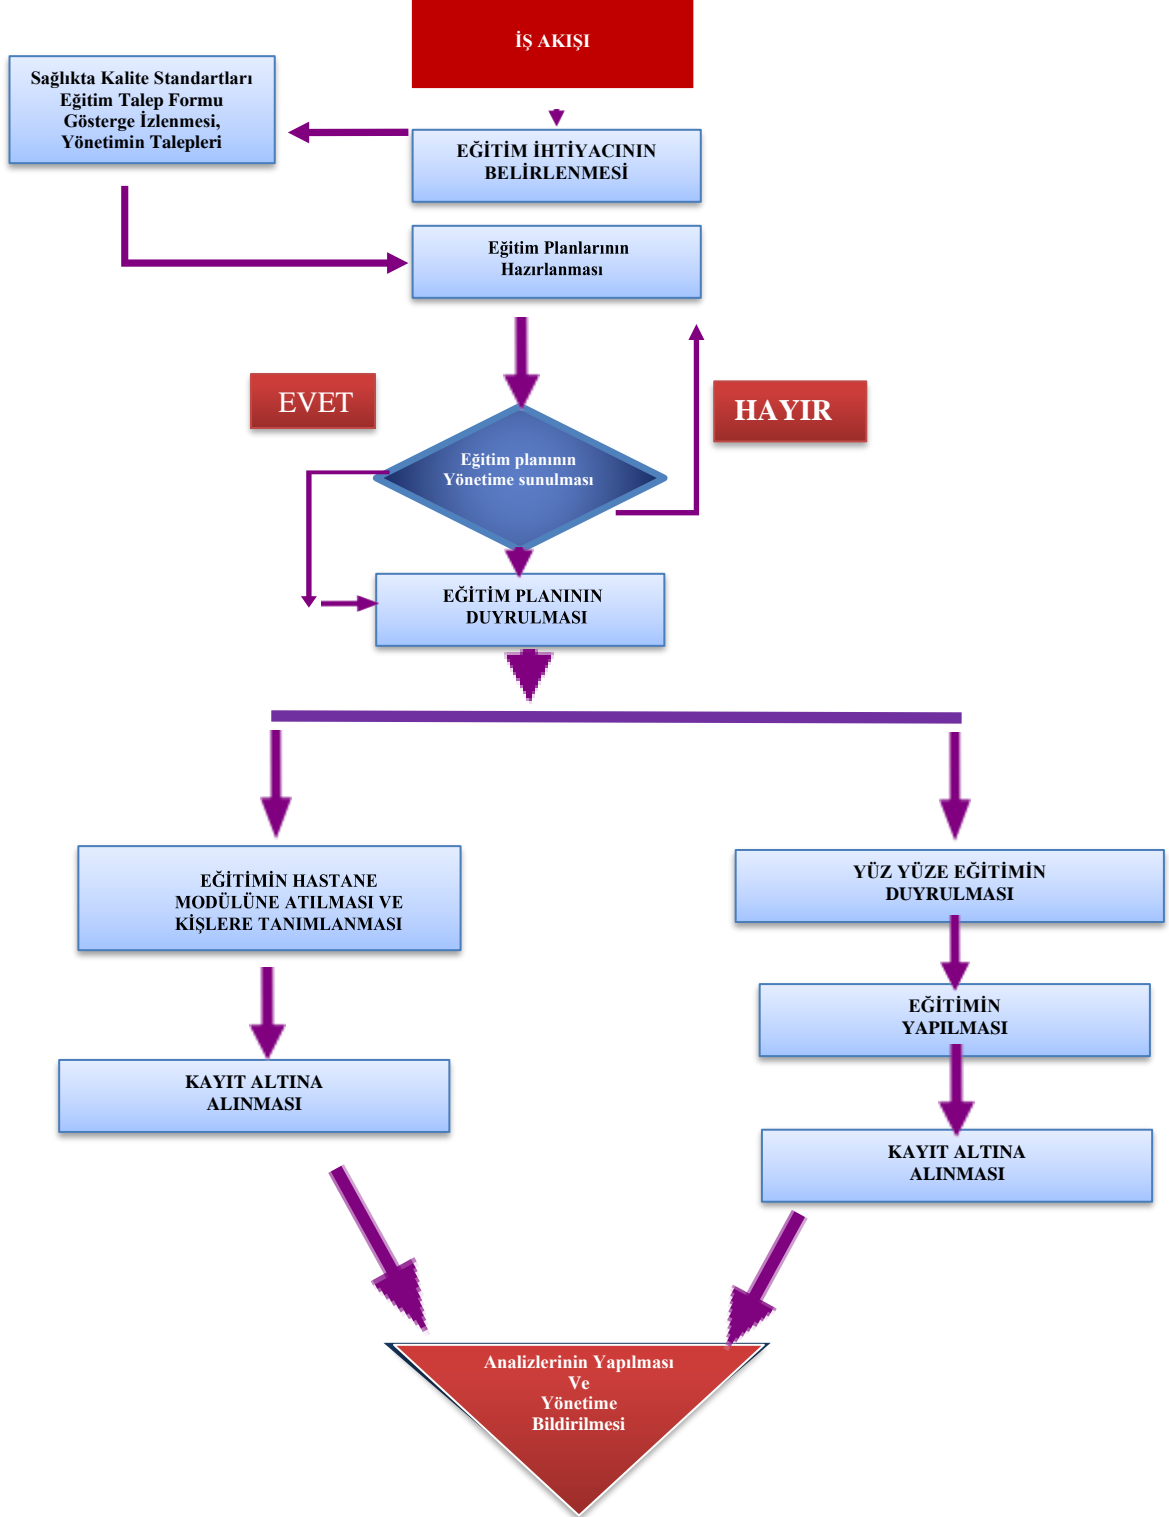 İŞ AKIŞI
Sağlıkta Kalite Standartları
Eğitim Talep Formu
Gösterge İzlenmesi,
Yönetimin Talepleri
EĞİTİM İHTİYACININ
BELİRLENMESİ
Eğitim Planlarının
Hazırlanması
EVET
HAYIR
Eğitim planının
Yönetime sunulması
EĞİTİM PLANININ
DUYRULMASI
EĞİTİMİN HASTANE
MODÜLÜNE ATILMASI VE
KİŞLERE TANIMLANMASI
YÜZ YÜZE EĞİTİMİN
DUYRULMASI
EĞİTİMİN
YAPILMASI
KAYIT ALTINA
ALINMASI
KAYIT ALTINA
ALINMASI
Analizlerinin Yapılması
Ve
Yönetime
Bildirilmesi